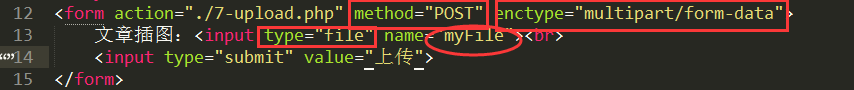 12 <form action="./7-upload.php" method="POST" enctype="multipart/form-data">
13 文章插图：<input type="file" name="myFile"><br>
14 <input type="submit" value="上传">
15 </form>